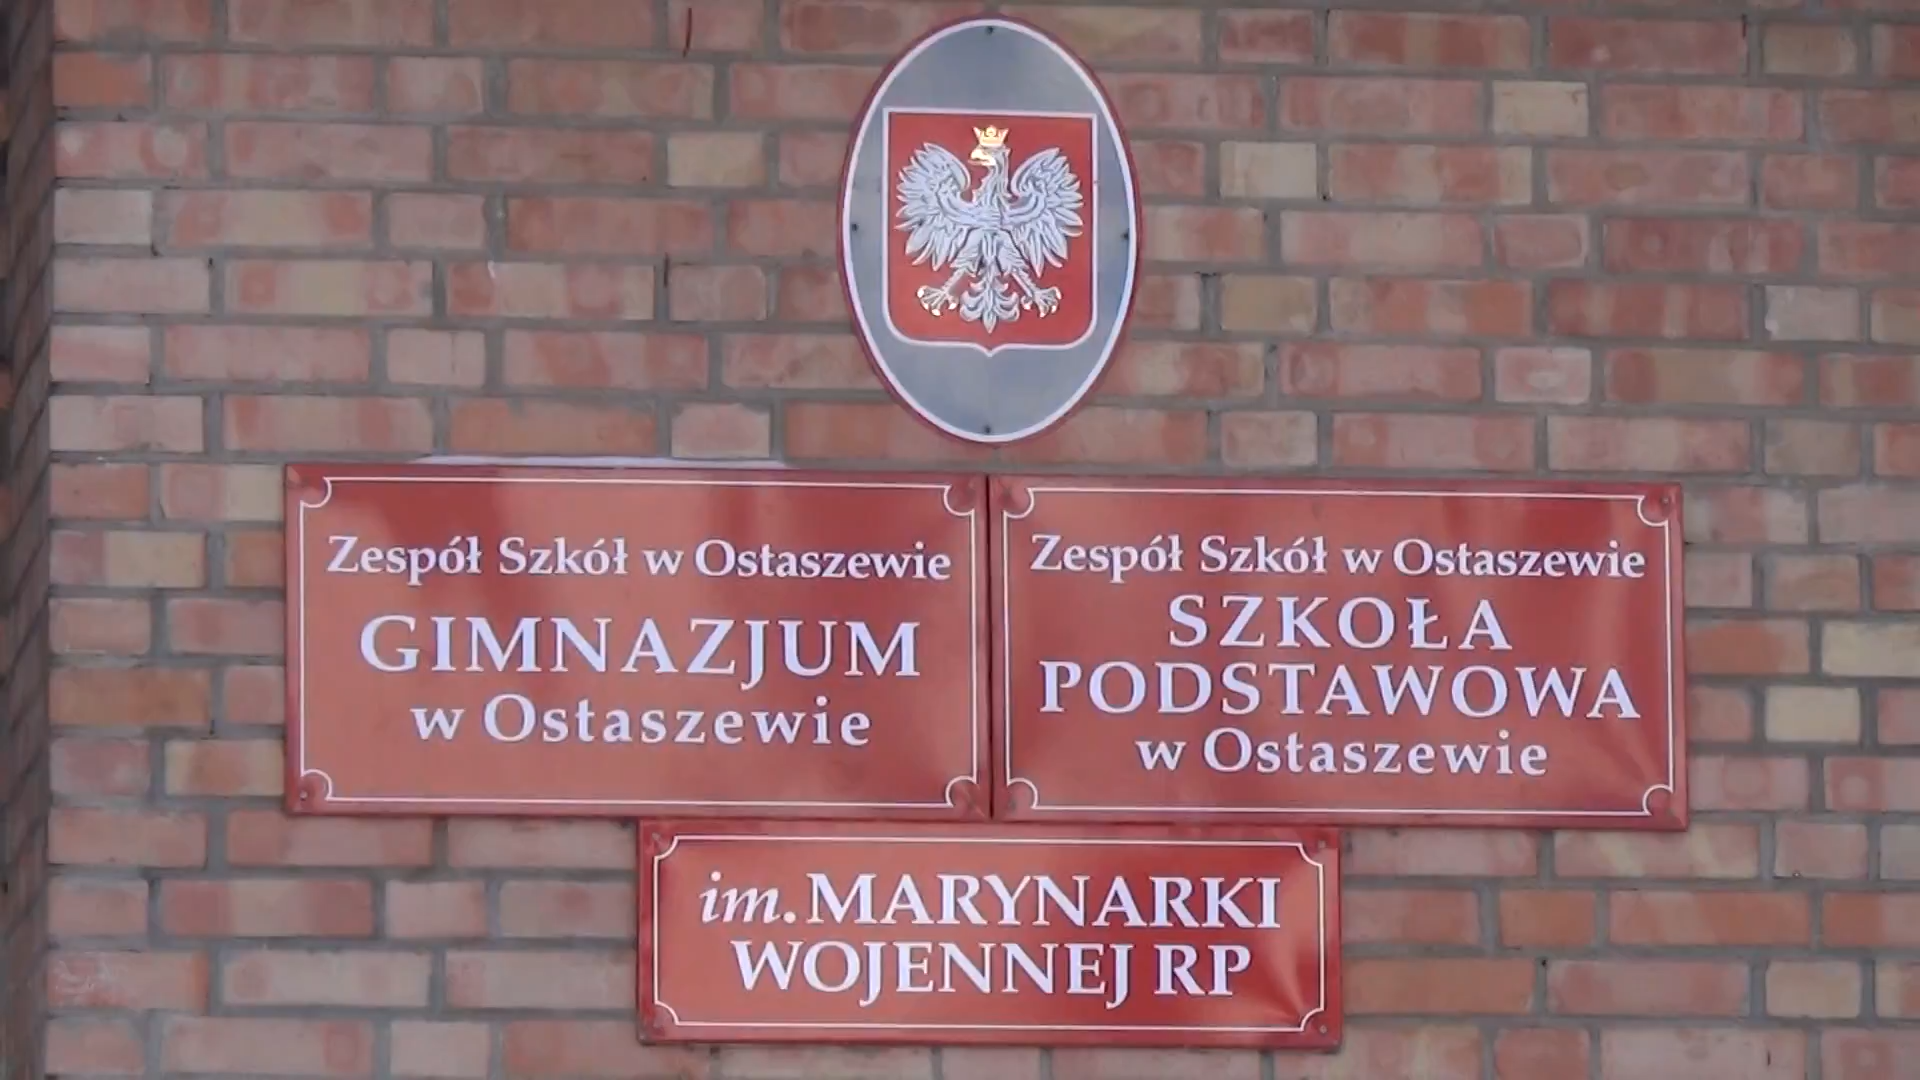 Zespół Szkół w Ostaszewie
GIMNAZJUM
w Ostaszewie
Zespół Szkół w Ostaszewie
SZKOŁA
PODSTAWOWA
w Ostaszewie
im. MARYNARKI
WOJENNEJ RP